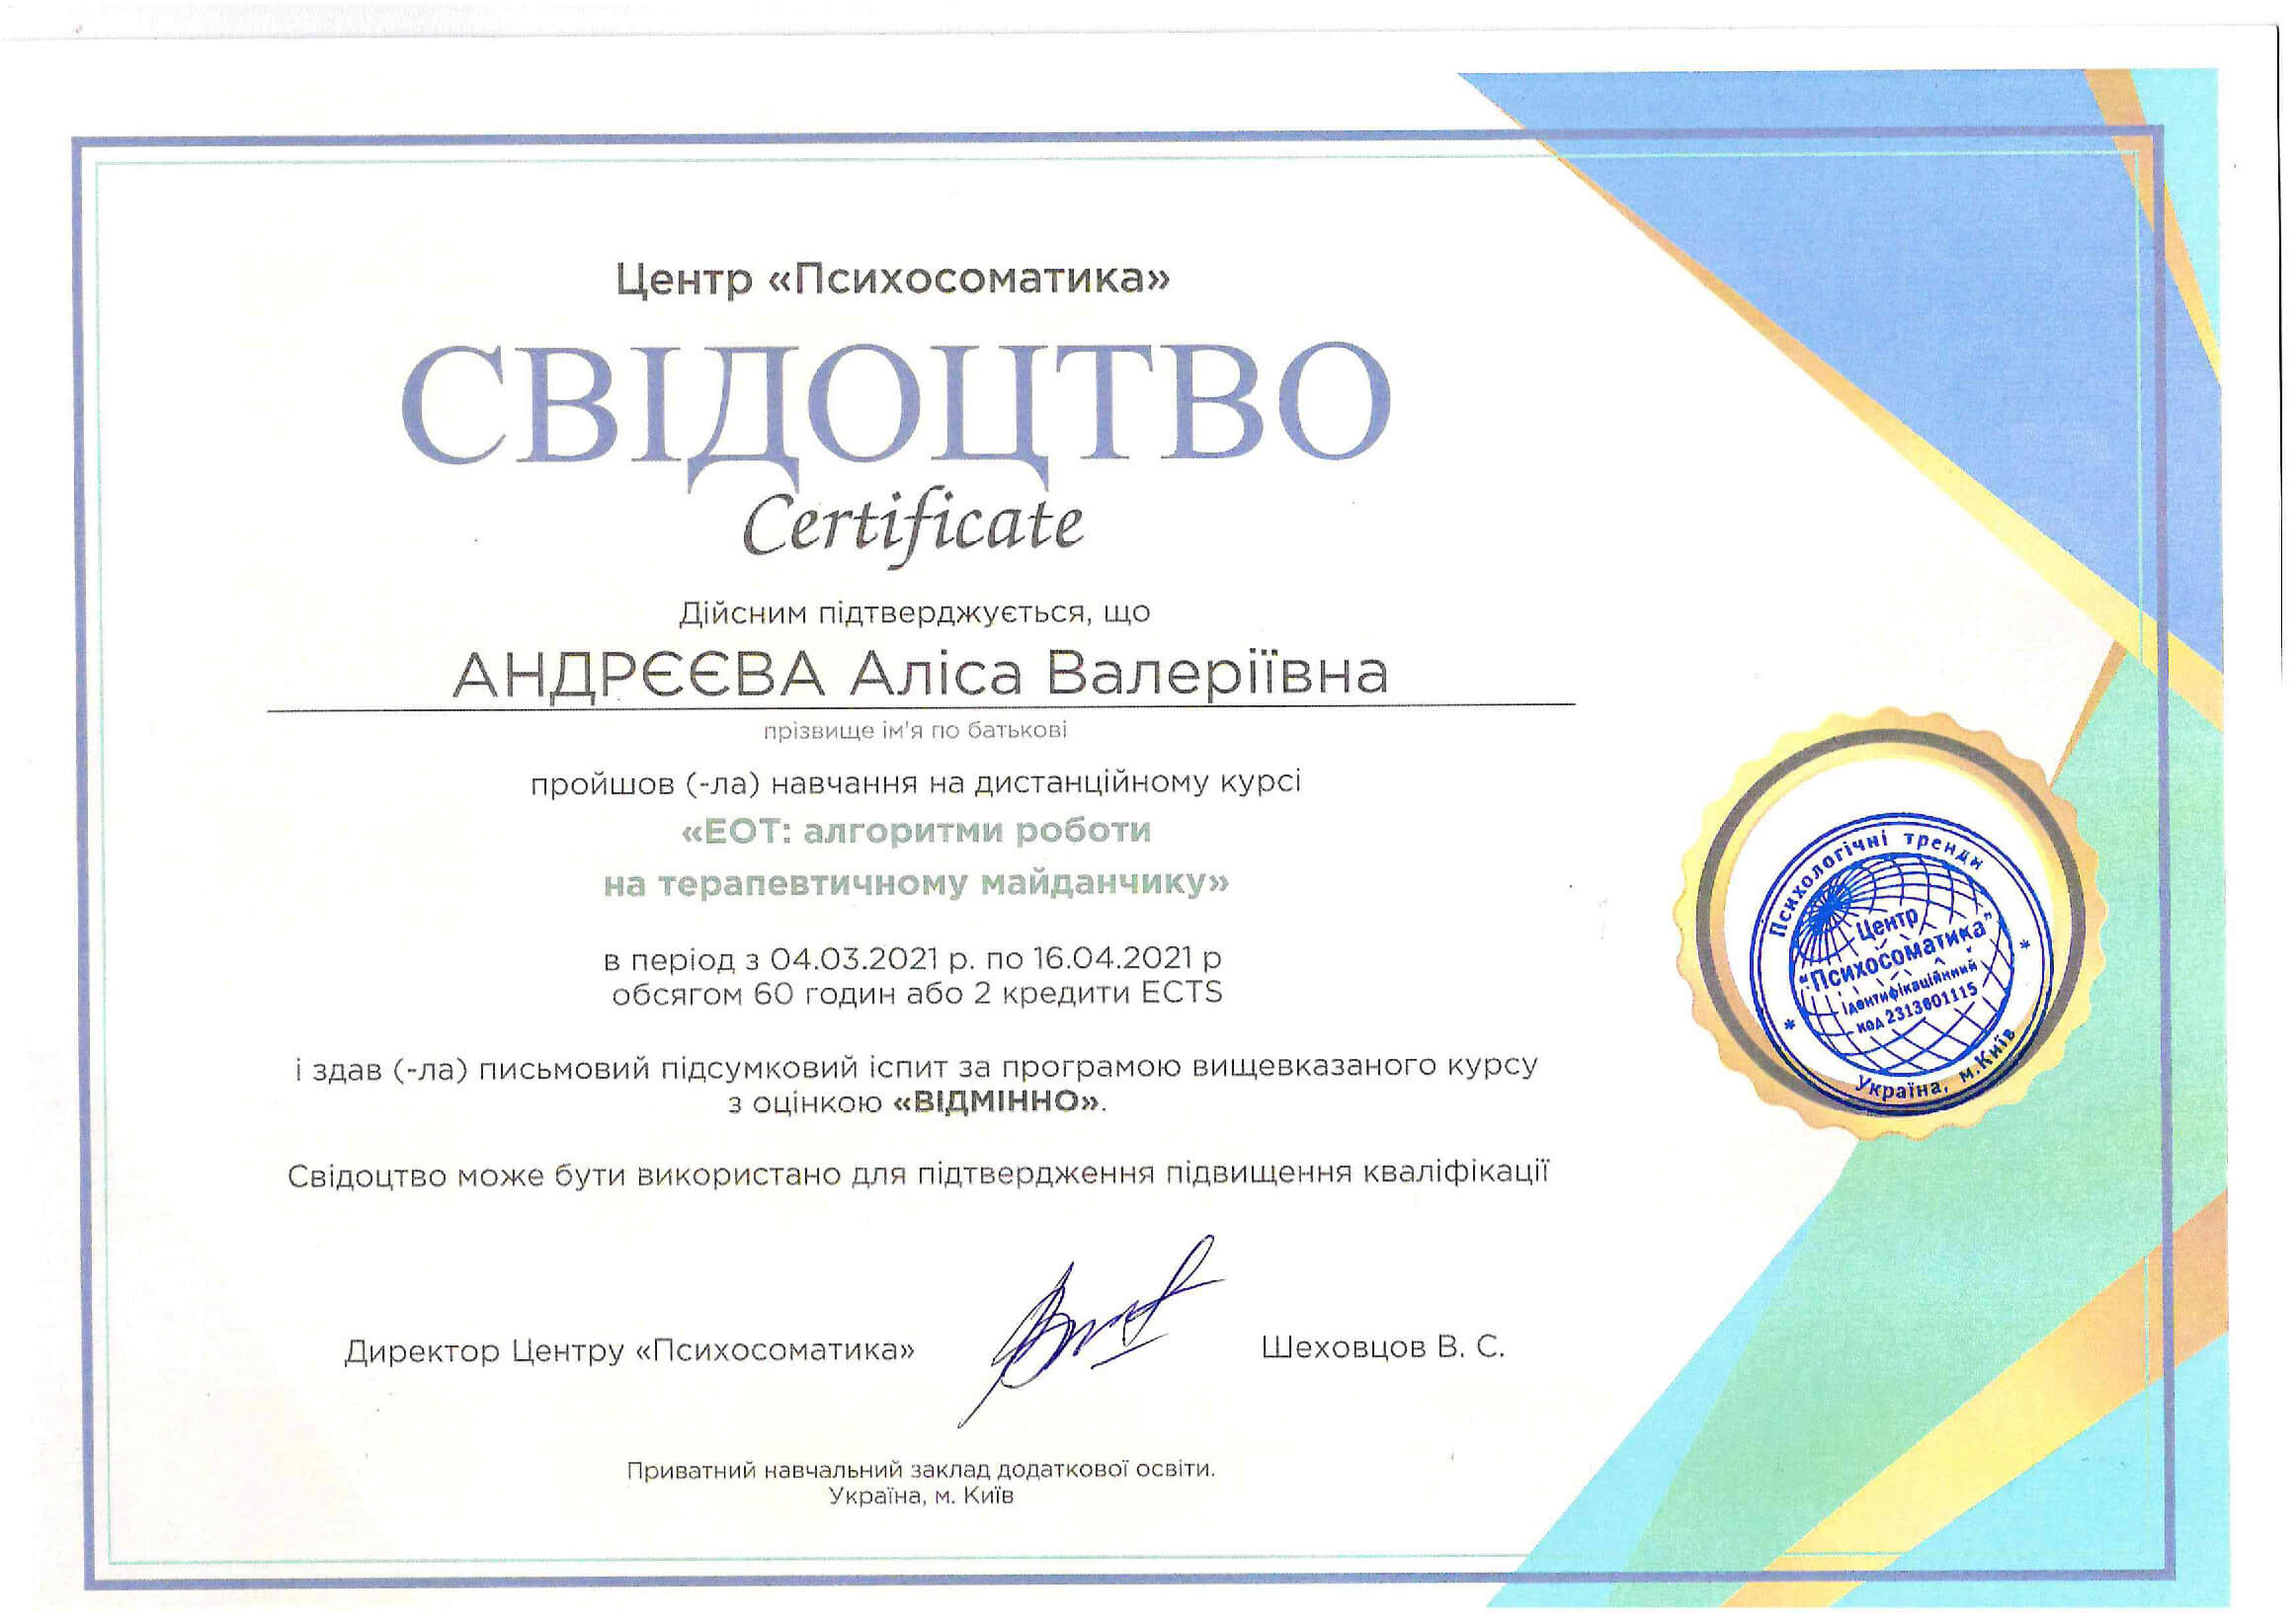 Центр «Психосоматика»
СВІДОЦТВО
Certificate
Дійсним підтверджується, що
АНДРЄЄВА Аліса Валеріївна
прізвище ім'я по батькові
пройшов (-ла) навчання на дистанційному курсі
«ЕОТ: алгоритми роботи
на терапевтичному майданчику»
в період з 04.03.2021 р. по 16.04.2021 р
обсягом 60 годин або 2 кредити ECTS
і здав (-ла) письмовий підсумковий іспит за програмою вищевказаного курсу
з оцінкою «ВІДМІННО».
Свідоцтво може бути використано для підтвердження підвищення кваліфікації
Директор Центру «Психосоматика» Шеховцов В. С.
Приватний навчальний заклад додаткової освіти.
Україна, м. Київ
Психологічні тренди
Центр
"Психосоматика"
Ідентифікаційний
код 2313601115
Україна, м.Київ